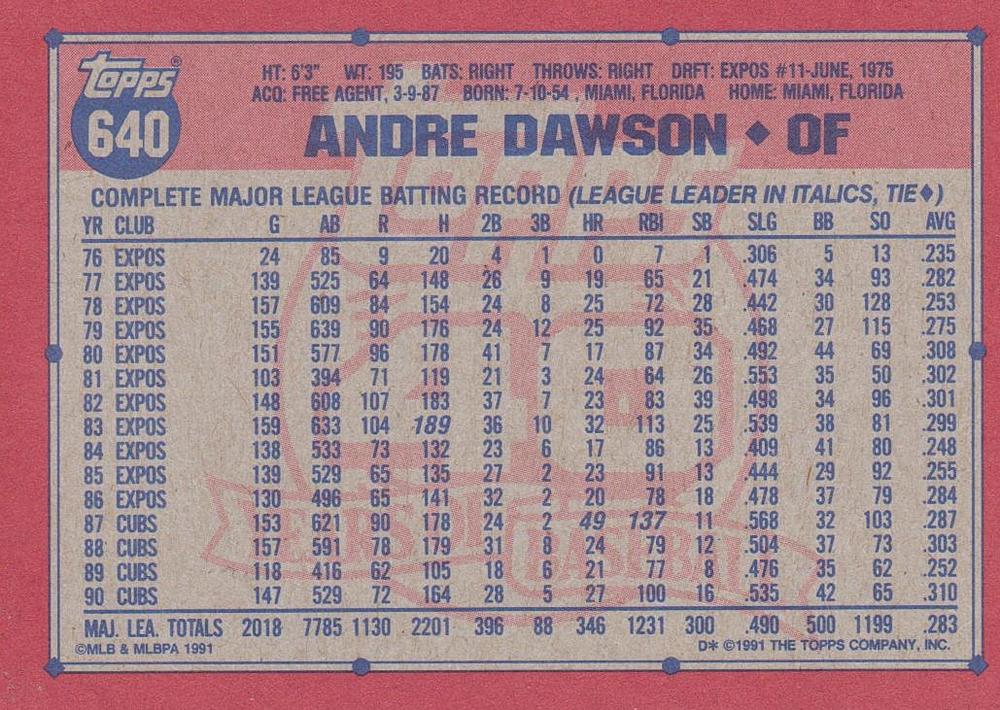 TOPPS®
640
HT: 6'3" WT: 195 BATS: RIGHT THROWS: RIGHT DRFT: EXPOS #11-JUNE, 1975
ACQ: FREE AGENT, 3-9-87 BORN: 7-10-54 , MIAMI, FLORIDA HOME: MIAMI, FLORIDA
ANDRE DAWSON ♦ OF
COMPLETE MAJOR LEAGUE BATTING RECORD (LEAGUE LEADER IN ITALICS, TIE♦)
YR CLUB G AB R H 2B 3B HR RBI SB SLG BB SO AVG
76 EXPOS 24 85 9 20 4 1 0 7 1 .306 5 13 .235
77 EXPOS 139 525 64 148 26 9 19 65 21 .474 34 93 .282
78 EXPOS 157 609 84 154 24 8 25 72 28 .442 30 128 .253
79 EXPOS 155 639 90 176 24 12 25 92 35 .468 27 115 .275
80 EXPOS 151 577 96 178 41 7 17 87 34 .492 44 69 .308
81 EXPOS 103 394 71 119 21 3 24 64 26 .553 35 50 .302
82 EXPOS 148 608 107 183 37 7 23 83 39 .498 34 96 .301
83 EXPOS 159 633 104 189 36 10 32 113 25 .539 38 81 .299
84 EXPOS 138 533 73 132 23 6 17 86 13 .409 41 80 .248
85 EXPOS 139 529 65 135 27 2 23 91 13 .444 29 92 .255
86 EXPOS 130 496 65 141 32 2 20 78 18 .478 37 79 .284
87 CUBS 153 621 90 178 24 2 49 137 11 .568 32 103 .287
88 CUBS 157 591 78 179 31 8 24 79 12 .504 37 73 .303
89 CUBS 118 416 62 105 18 6 21 77 8 .476 35 62 .252
90 CUBS 147 529 72 164 28 5 27 100 16 .535 42 65 .310
MAJ. LEA. TOTALS 2018 7785 1130 2201 396 88 346 1231 300 .490 500 1199 .283
©MLB & MLBPA 1991 D* ©1991 THE TOPPS COMPANY, INC.
TOPPS
40
YEARS OF BASEBALL